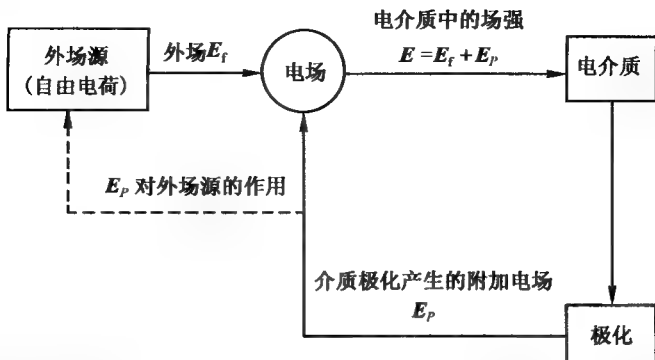 外场源
(自由电荷)
外场E_f
电场
电介质中的场强
E=E_f+E_P
电介质
E_P 对外场源的作用
介质极化产生的附加电场
E_P
极化